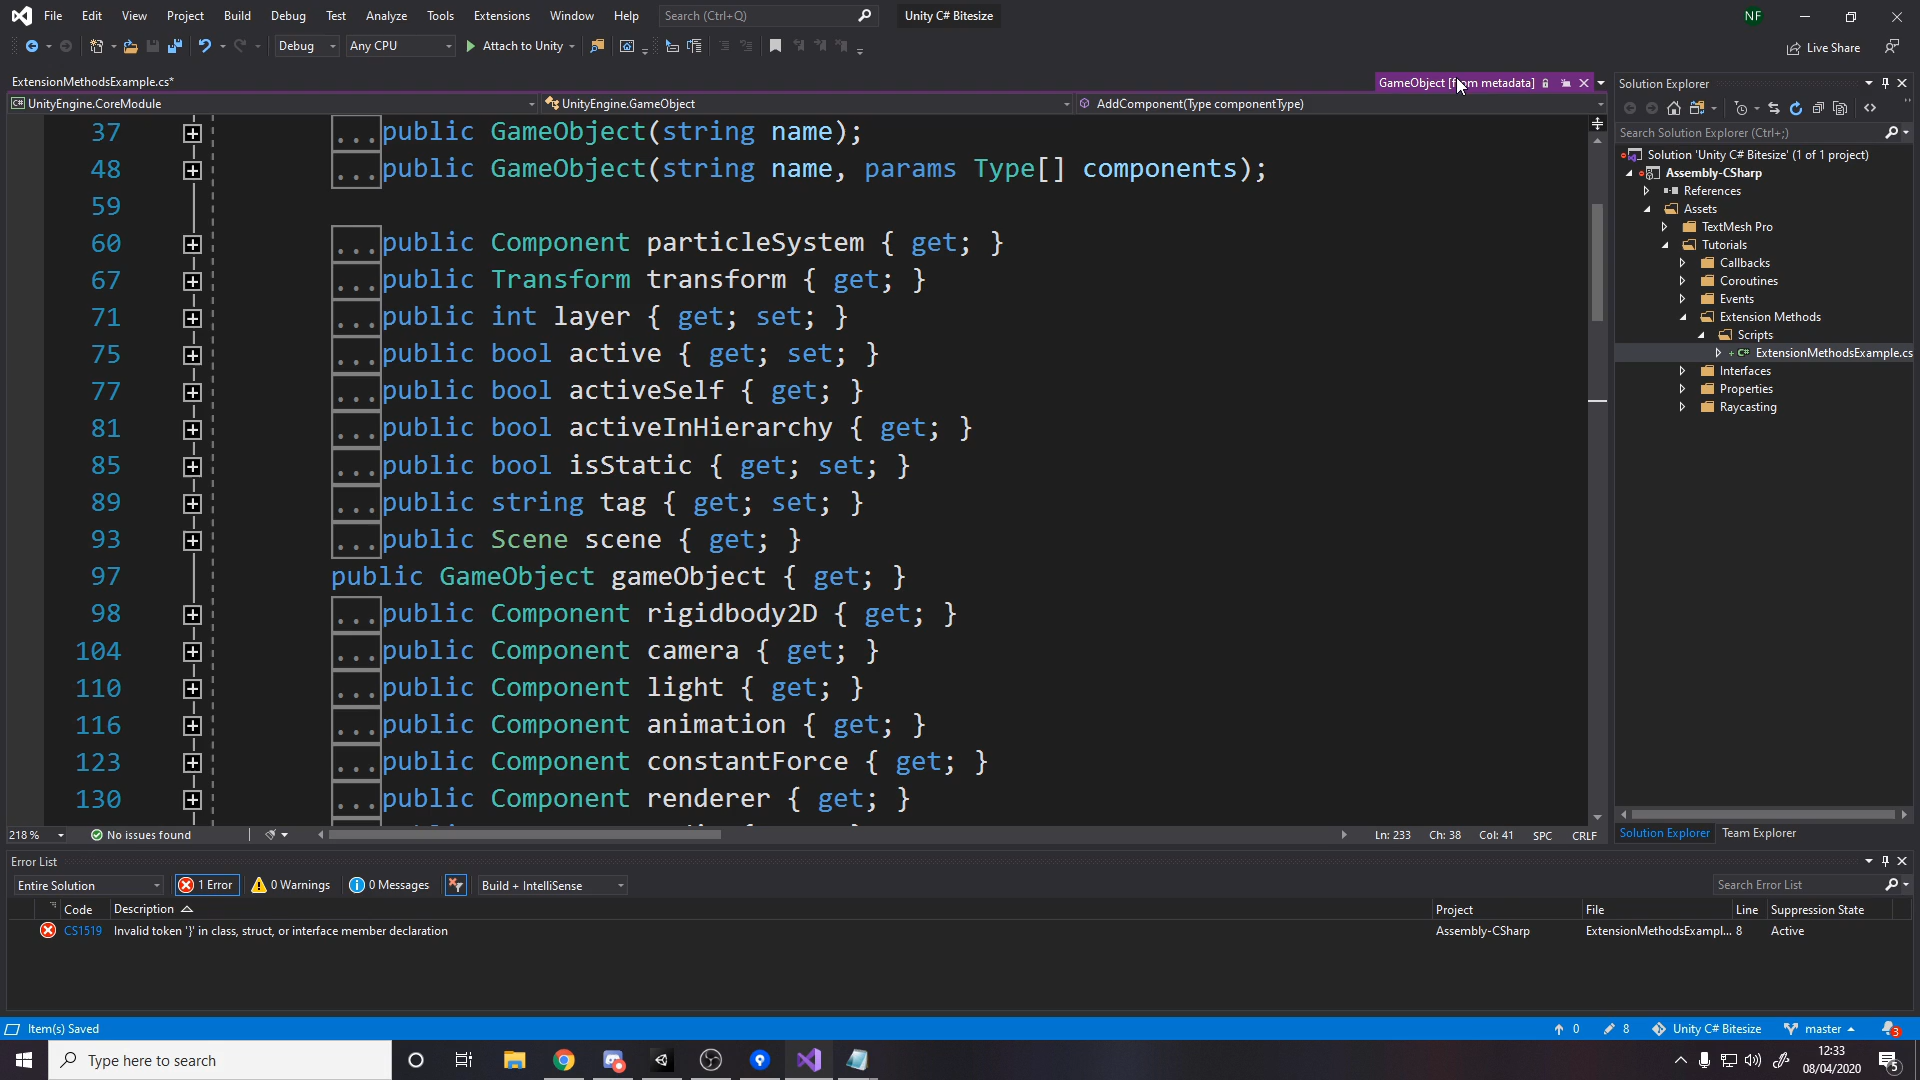 File Edit View Project Build Debug Test Analyze Tools Extensions Window Help Search (Ctrl+Q) Unity C# Bitesize NF
Debug Any CPU Attach to Unity Live Share
ExtensionMethodsExample.cs* GameObject [from metadata]
UnityEngine.CoreModule UnityEngine.GameObject AddComponent(Type componentType)
37 ...public GameObject(string name);
48 ...public GameObject(string name, params Type[] components);
59
60 ...public Component particleSystem { get; }
67 ...public Transform transform { get; }
71 ...public int layer { get; set; }
75 ...public bool active { get; set; }
77 ...public bool activeSelf { get; }
81 ...public bool activeInHierarchy { get; }
85 ...public bool isStatic { get; set; }
89 ...public string tag { get; set; }
93 ...public Scene scene { get; }
97 public GameObject gameObject { get; }
98 ...public Component rigidbody2D { get; }
104 ...public Component camera { get; }
110 ...public Component light { get; }
116 ...public Component animation { get; }
123 ...public Component constantForce { get; }
130 ...public Component renderer { get; }
218 % No issues found Ln: 233 Ch: 38 Col: 41 SPC CRLF
Solution Explorer
Search Solution Explorer (Ctrl+;)
Solution 'Unity C# Bitesize' (1 of 1 project)
Assembly-CSharp
References
Assets
TextMesh Pro
Tutorials
Callbacks
Coroutines
Events
Extension Methods
Scripts
C# ExtensionMethodsExample.cs
Interfaces
Properties
Raycasting
Solution Explorer Team Explorer
Error List
Entire Solution 1 Error 0 Warnings 0 Messages Build + IntelliSense Search Error List
Code Description Project File Line Suppression State
CS1519 Invalid token '}' in class, struct, or interface member declaration Assembly-CSharp ExtensionMethodsExampl... 8 Active
Item(s) Saved 0 8 Unity C# Bitesize master 3
Type here to search 12:33
08/04/2020 5